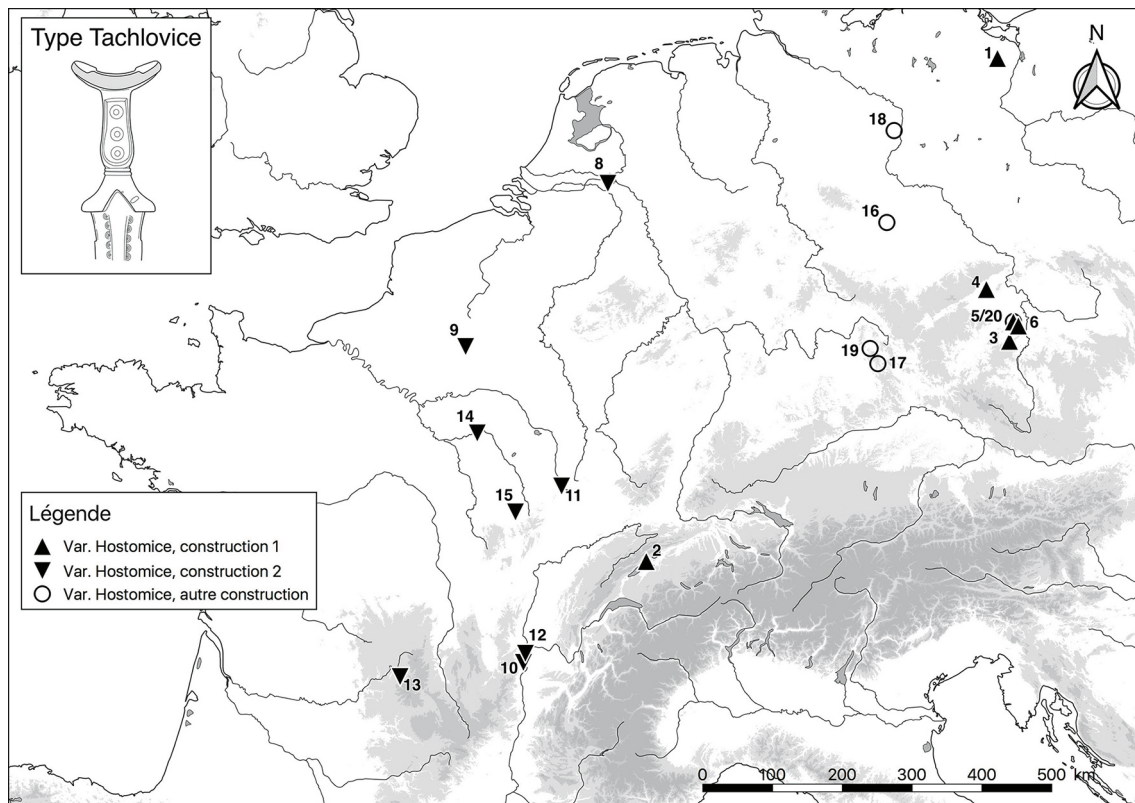 Type Tachlovice
N
1
18
8
16
4
5/20
6
3
9
19
17
14
11
15
2
12
10
13
Légende
Var. Hostomice, construction 1
Var. Hostomice, construction 2
Var. Hostomice, autre construction
0 100 200 300 400 500 km